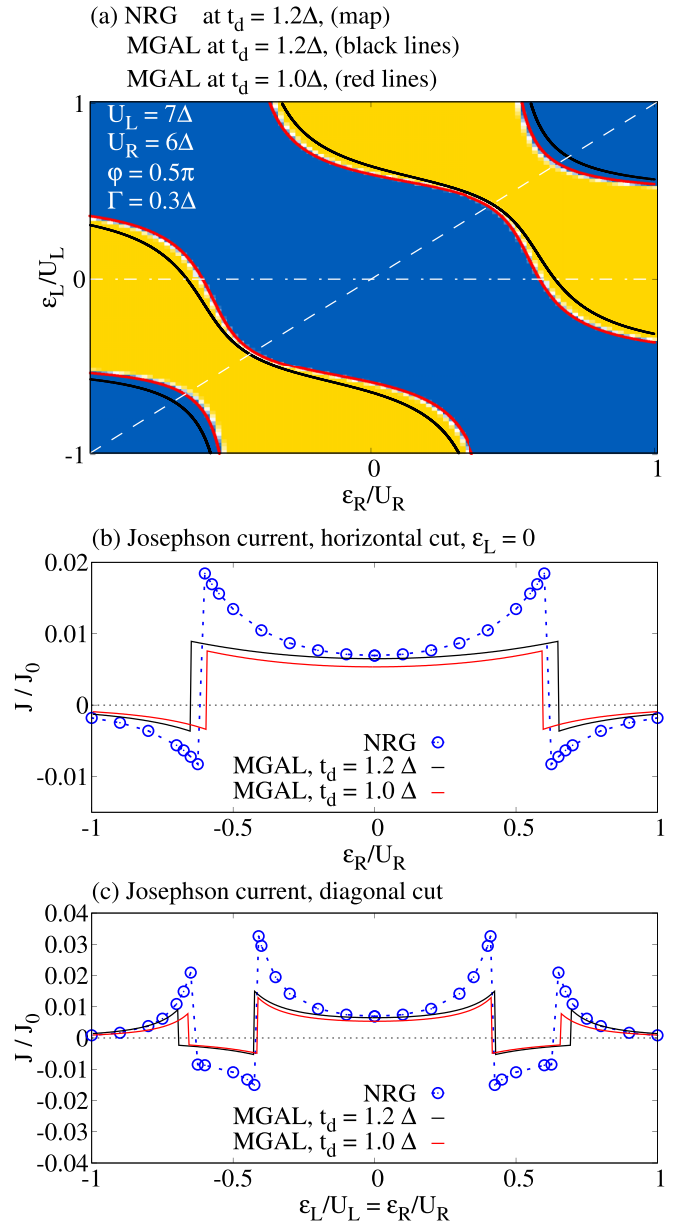 (a) NRG at t_d = 1.2Δ, (map)
MGAL at t_d = 1.2Δ, (black lines)
MGAL at t_d = 1.0Δ, (red lines)
1
0
-1
ε_L/U_L
U_L = 7Δ
U_R = 6Δ
φ = 0.5π
Γ = 0.3Δ
0
1
ε_R/U_R
(b) Josephson current, horizontal cut, ε_L = 0
0.02
0.01
0
-0.01
J / J_0
NRG
MGAL, t_d = 1.2 Δ
MGAL, t_d = 1.0 Δ
-1
-0.5
0
0.5
1
ε_R/U_R
(c) Josephson current, diagonal cut
0.04
0.03
0.02
0.01
0
-0.01
-0.02
-0.03
-0.04
J / J_0
NRG
MGAL, t_d = 1.2 Δ
MGAL, t_d = 1.0 Δ
-1
-0.5
0
0.5
1
ε_L/U_L = ε_R/U_R